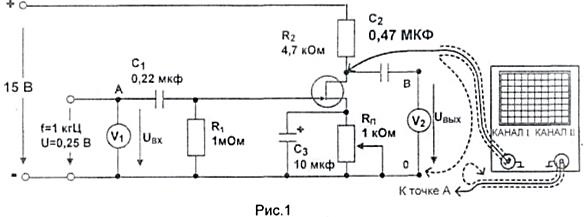 +
C₂
0,47 МКФ
R₂
4,7 кОм
C₁
0,22 мкф
A
B
15 В
f=1 кгЦ
U=0,25 В
V₁
Uвх
R₁
1мОм
C₃
10 мкф
+
Rп
1 кОм
V₂
Uвых
0
-
КАНАЛ I КАНАЛ II
К точке А
Рис.1